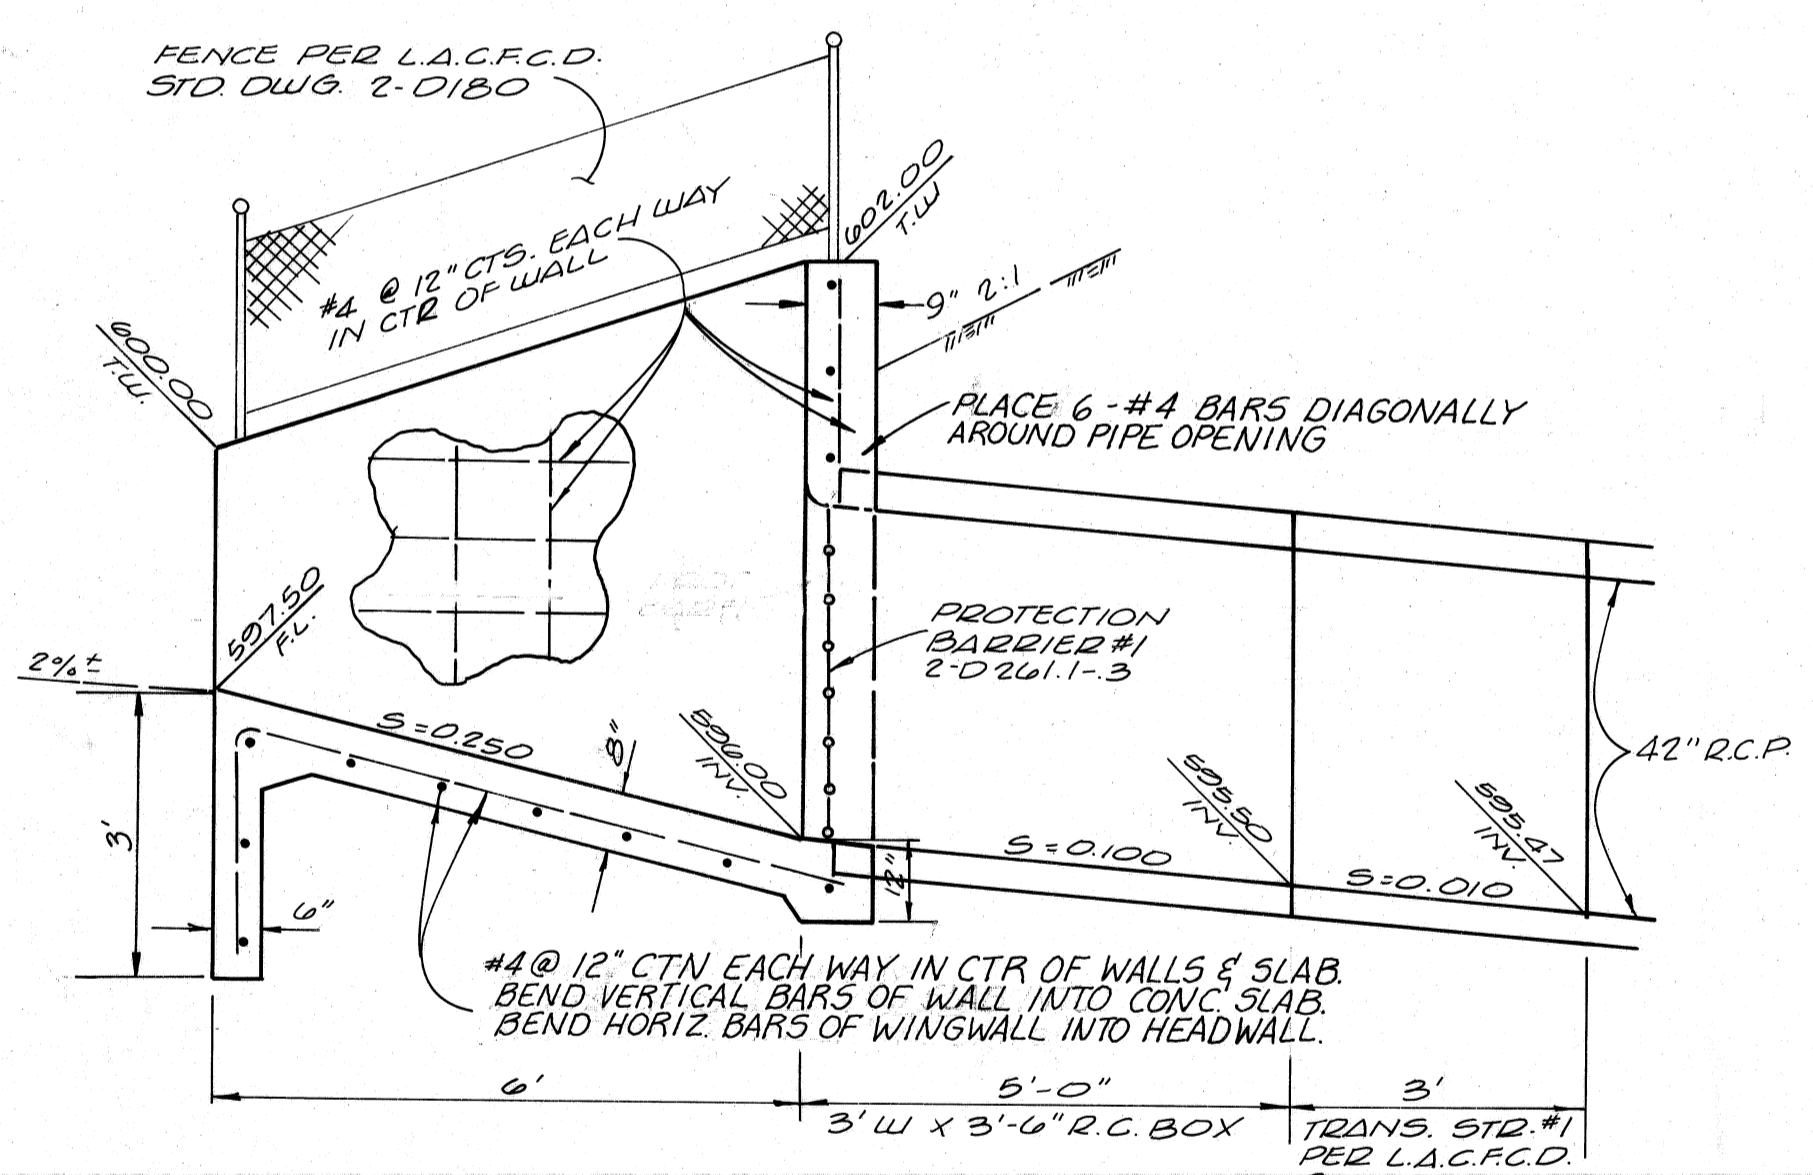 FENCE PER L.A.C.F.C.D.
STD. DWG. 2-D180
#4 @ 12" CTS. EACH WAY
IN CTR OF WALL
602.00
T.W
9" 2:1
600.00
T.W.
PLACE 6-#4 BARS DIAGONALLY
AROUND PIPE OPENING
597.50
F.L.
2%±
PROTECTION
BARRIER #1
2-D261.1-.3
S=0.250
8"
596.00
INV.
595.50
INV.
595.47
INV.
42" R.C.P.
3'
S=0.100
S=0.010
12"
6"
#4@ 12" CTN EACH WAY IN CTR OF WALLS & SLAB.
BEND VERTICAL BARS OF WALL INTO CONC. SLAB.
BEND HORIZ. BARS OF WINGWALL INTO HEADWALL.
6'
5'-0"
3'
3' W X 3'-6" R.C. BOX
TRANS. STR. #1
PER L.A.C.F.C.D.